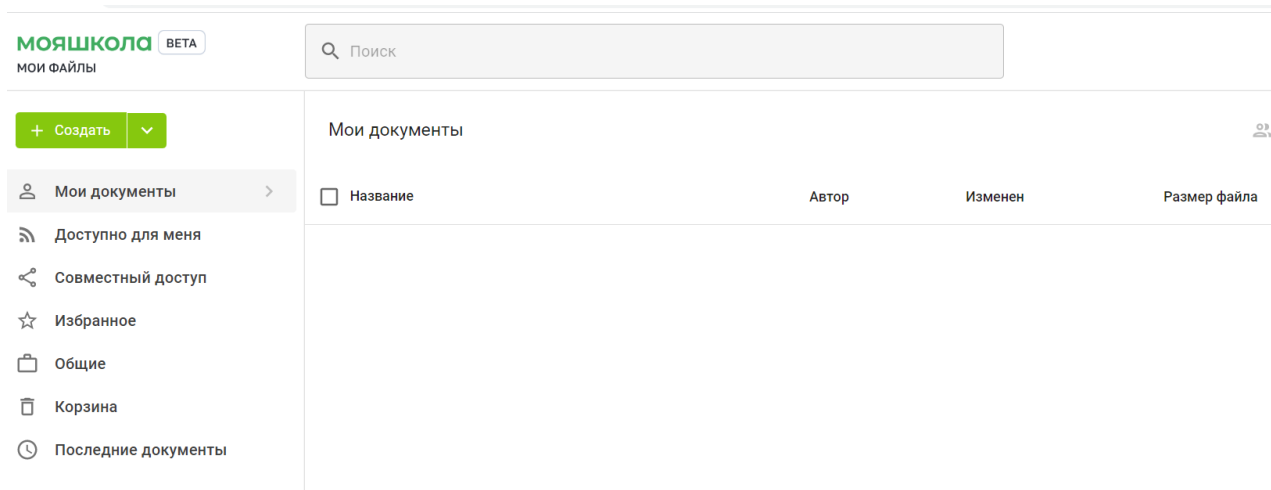 МОЯШКОЛА BETA
МОИ ФАЙЛЫ
Поиск
Создать
Мои документы
Доступно для меня
Совместный доступ
Избранное
Общие
Корзина
Последние документы
Мои документы
Название Автор Изменен Размер файла